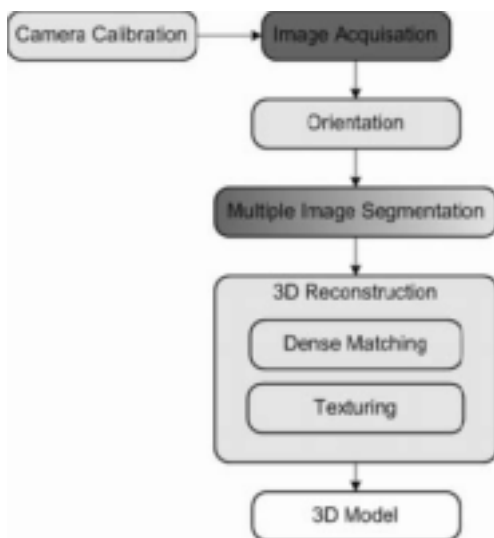 Camera Calibration
Image Acquisation
Orientation
Multiple Image Segmentation
3D Reconstruction
Dense Matching
Texturing
3D Model